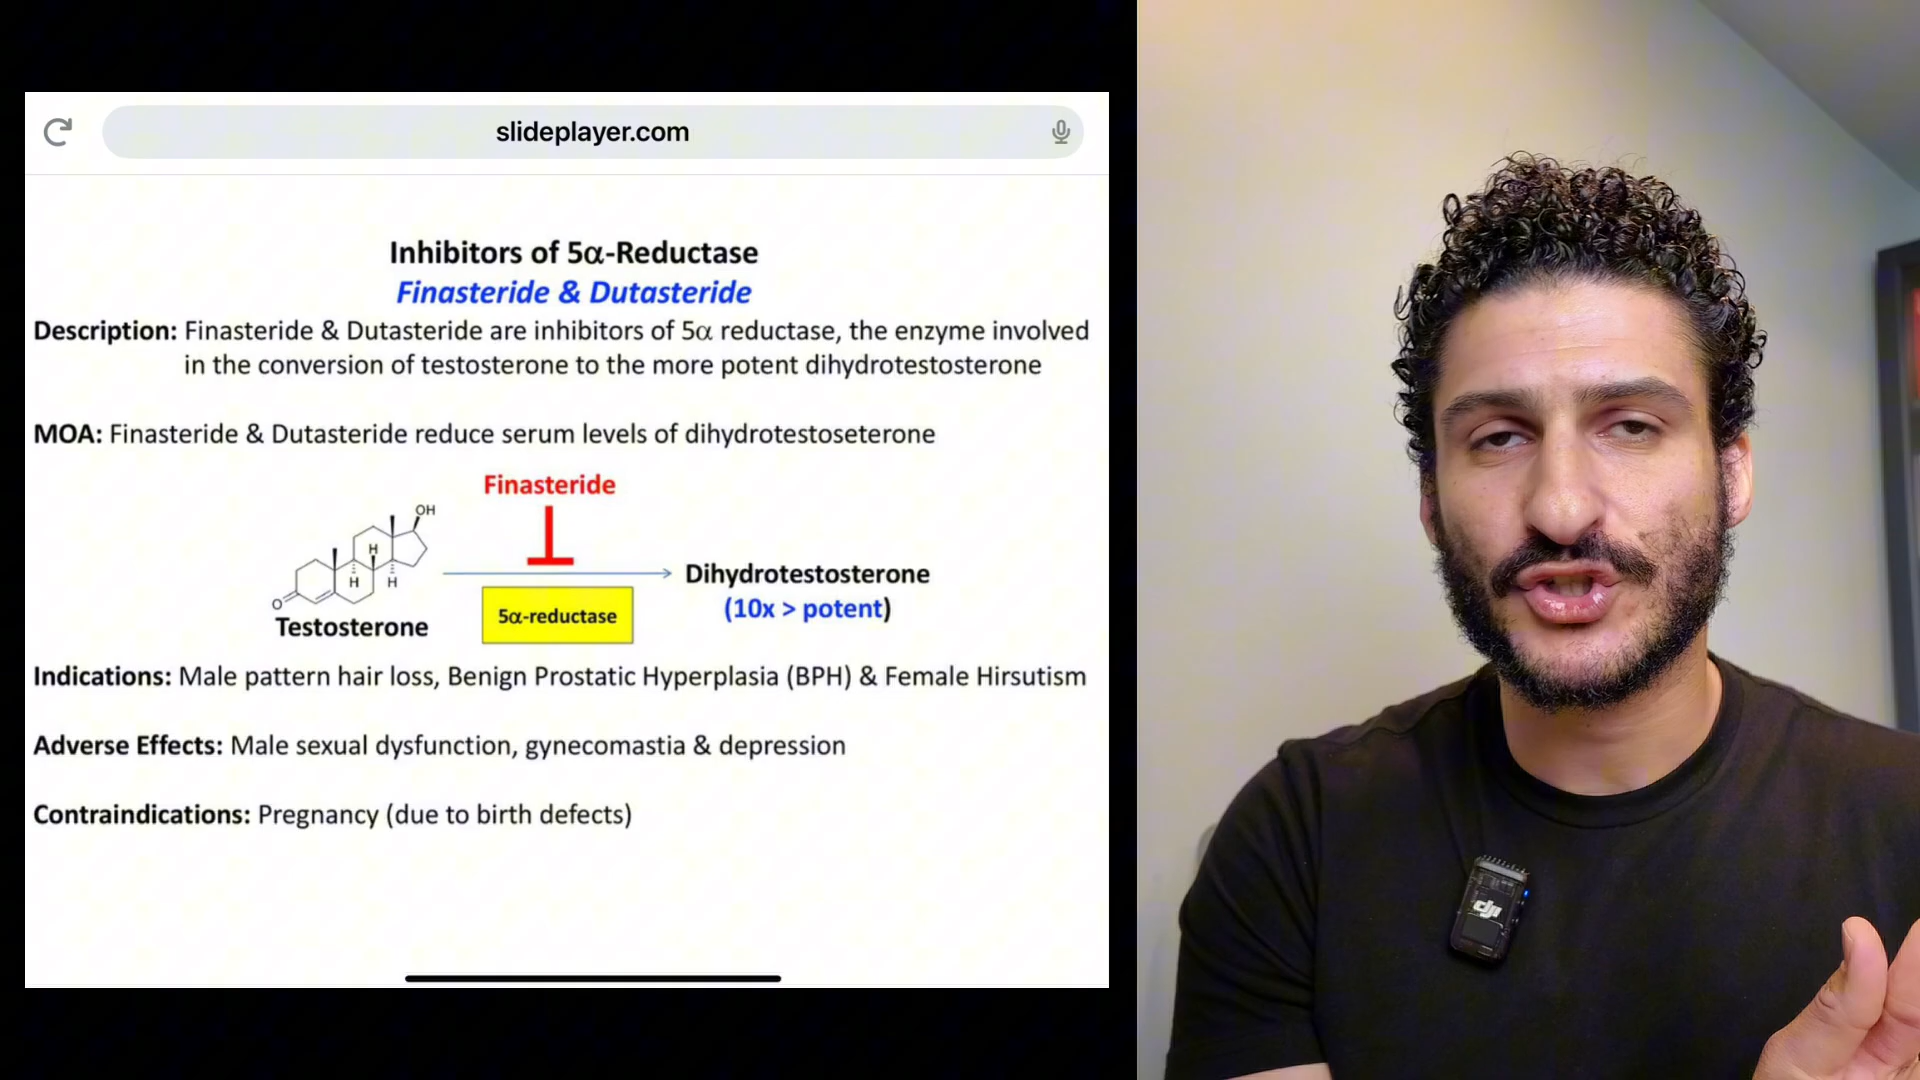 slideplayer.com
Inhibitors of 5α-Reductase
Finasteride & Dutasteride
Description: Finasteride & Dutasteride are inhibitors of 5α reductase, the enzyme involved
in the conversion of testosterone to the more potent dihydrotestosterone
MOA: Finasteride & Dutasteride reduce serum levels of dihydrotestoseterone
Finasteride
OH
H
H
H
O
Testosterone
5α-reductase
Dihydrotestosterone
(10x > potent)
Indications: Male pattern hair loss, Benign Prostatic Hyperplasia (BPH) & Female Hirsutism
Adverse Effects: Male sexual dysfunction, gynecomastia & depression
Contraindications: Pregnancy (due to birth defects)
dji